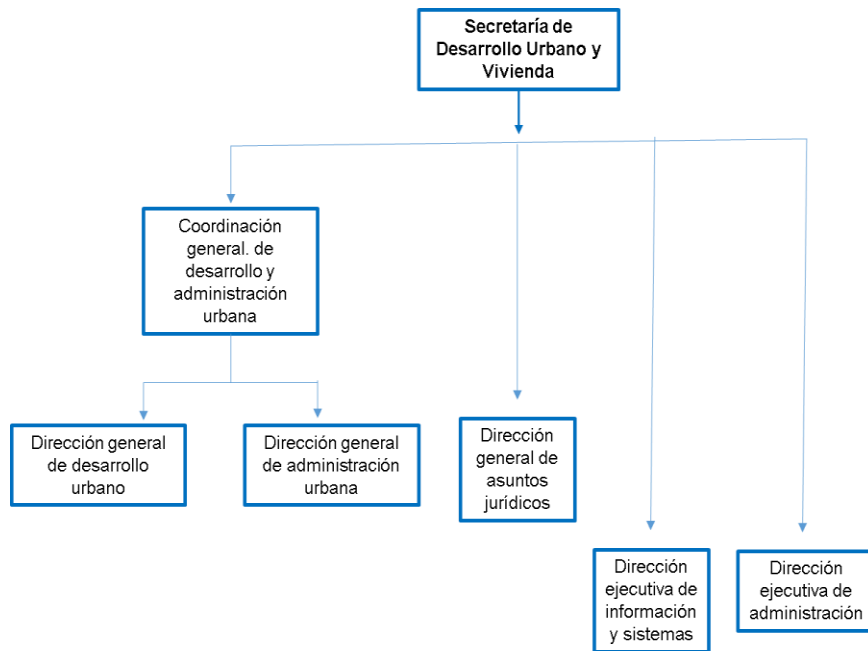 Secretaría de
Desarrollo Urbano y
Vivienda
Coordinación
general. de
desarrollo y
administración
urbana
Dirección general
de desarrollo
urbano
Dirección general
de administración
urbana
Dirección
general de
asuntos
jurídicos
Dirección
ejecutiva de
información
y sistemas
Dirección
ejecutiva de
administración